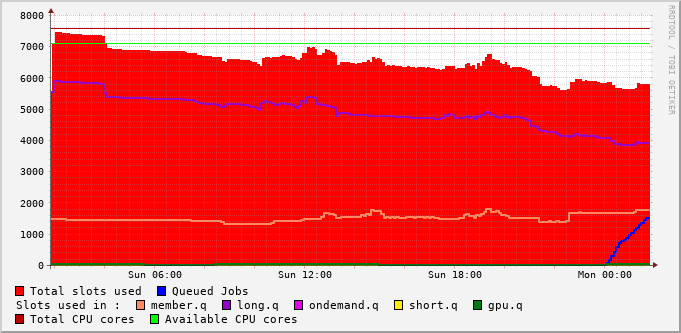 RRDTOOL / TOBI OETIKER
8000
7000
6000
5000
4000
3000
2000
1000
0
Sun 06:00 Sun 12:00 Sun 18:00 Mon 00:00
Total slots used Queued Jobs
Slots used in : member.q long.q ondemand.q short.q gpu.q
Total CPU cores Available CPU cores